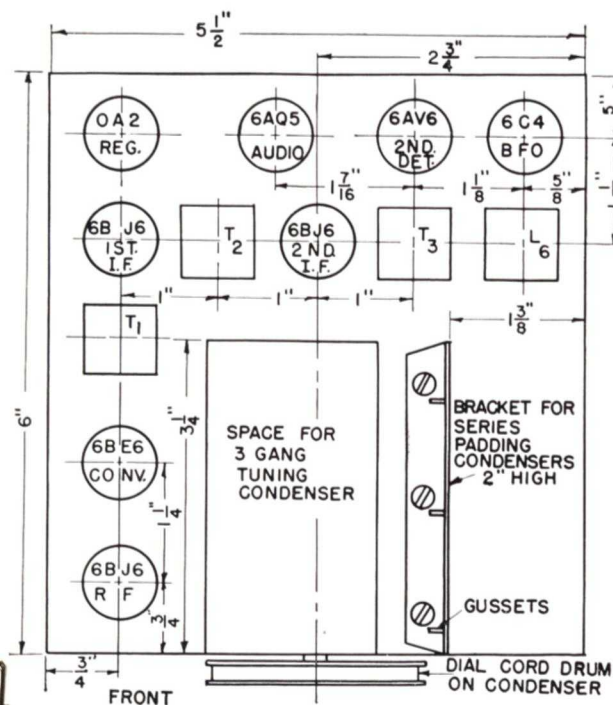 5 1/2"
2 3/4"
OA2
REG.
6AQ5
AUDIO
6AV6
2ND.
DET.
6C4
BFO
1 7/16"
1 1/8"
5/8"
6BJ6
1ST.
I.F.
T2
6BJ6
2ND.
I.F.
T3
L6
1"
1"
1"
1 3/8"
T1
6"
3 1/4"
SPACE FOR
3 GANG
TUNING
CONDENSER
BRACKET FOR
SERIES
PADDING
CONDENSERS
2" HIGH
6BE6
CONV.
1 1/4"
6BJ6
R F
3/4"
GUSSETS
3/4"
FRONT
DIAL CORD DRUM
ON CONDENSER